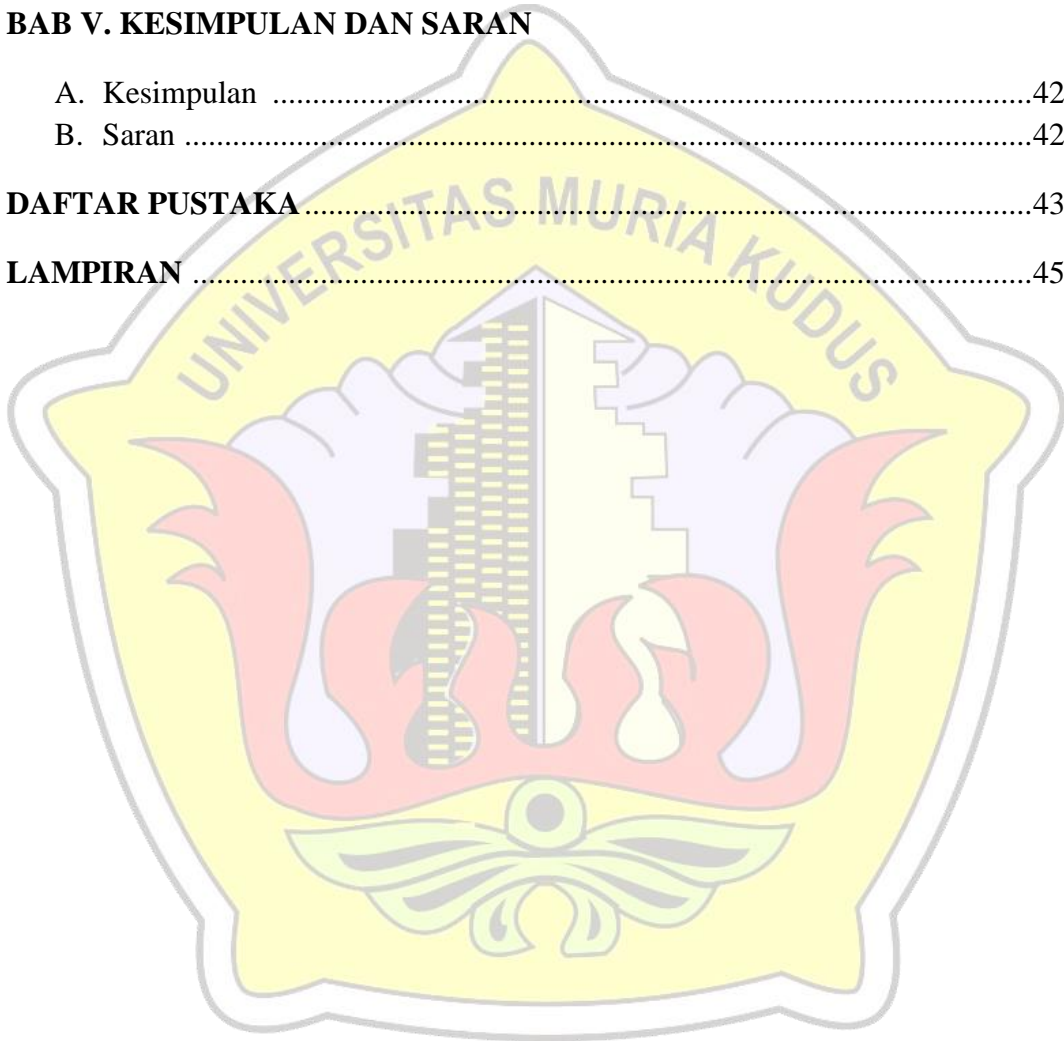 BAB V. KESIMPULAN DAN SARAN
A. Kesimpulan ................................................................................................42
B. Saran ...........................................................................................................42
DAFTAR PUSTAKA ...........................................................................................43
LAMPIRAN .........................................................................................................45
UNIVERSITAS MURIA KUDUS